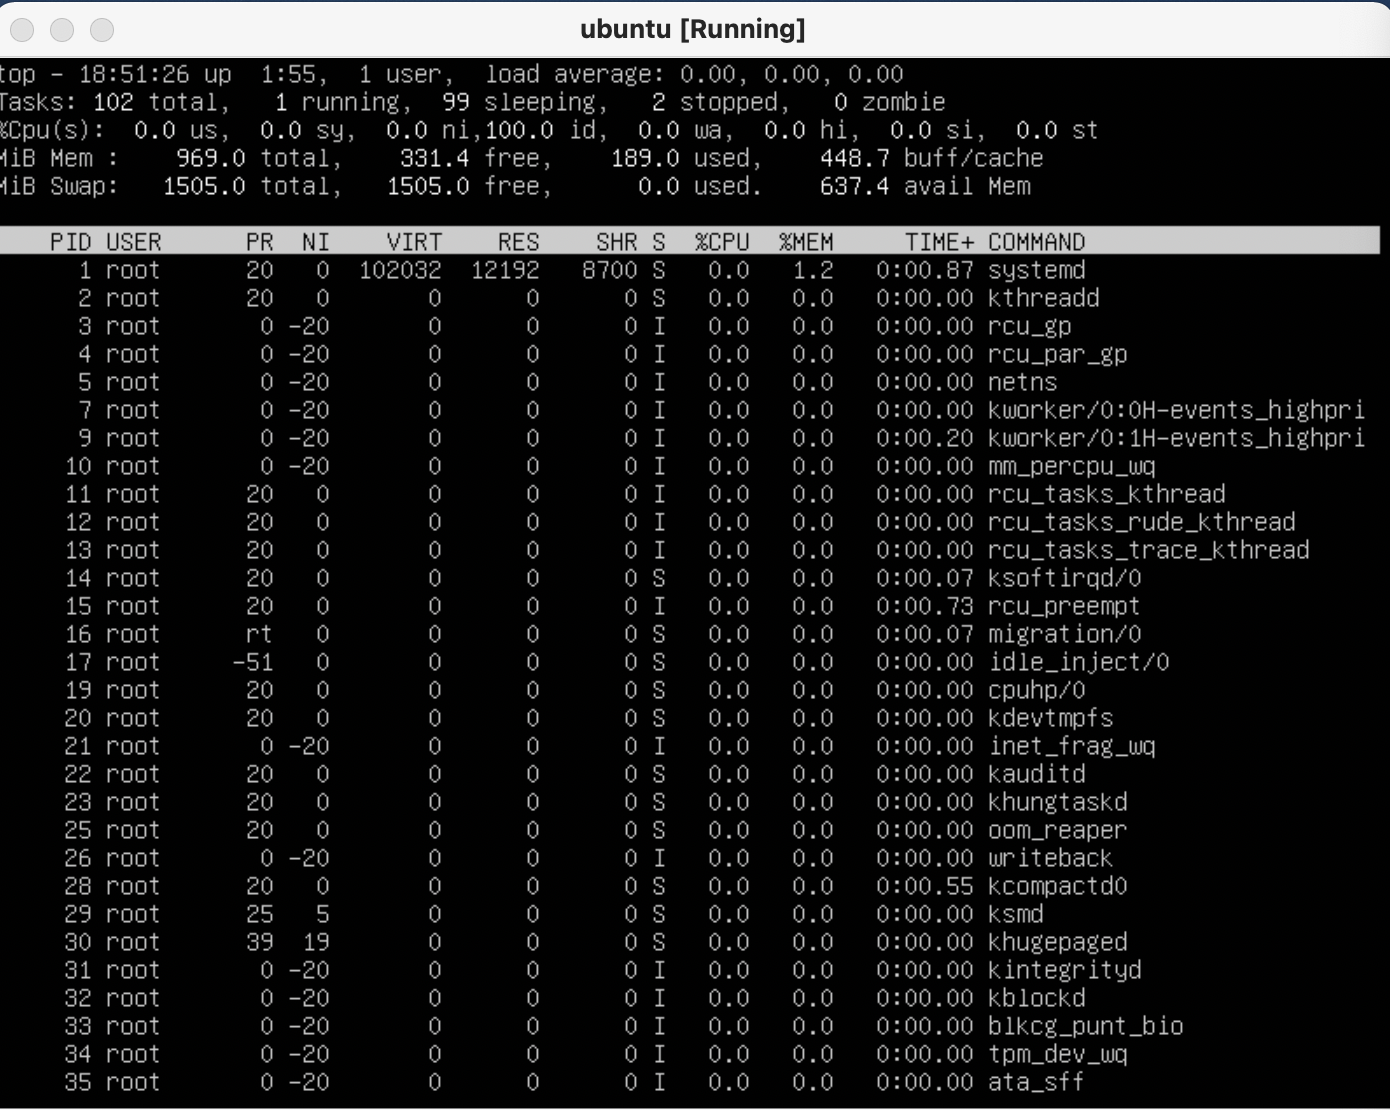 ubuntu [Running]
top - 18:51:26 up  1:55,  1 user,  load average: 0.00, 0.00, 0.00
Tasks: 102 total,   1 running,  99 sleeping,   2 stopped,   0 zombie
%Cpu(s):  0.0 us,  0.0 sy,  0.0 ni,100.0 id,  0.0 wa,  0.0 hi,  0.0 si,  0.0 st
MiB Mem :    969.0 total,    331.4 free,    189.0 used,    448.7 buff/cache
MiB Swap:   1505.0 total,   1505.0 free,      0.0 used.    637.4 avail Mem
PID USER      PR  NI    VIRT    RES    SHR S  %CPU  %MEM     TIME+ COMMAND
1 root      20   0  102032  12192   8700 S   0.0   1.2   0:00.87 systemd
2 root      20   0       0      0      0 S   0.0   0.0   0:00.00 kthreadd
3 root       0 -20       0      0      0 I   0.0   0.0   0:00.00 rcu_gp
4 root       0 -20       0      0      0 I   0.0   0.0   0:00.00 rcu_par_gp
5 root       0 -20       0      0      0 I   0.0   0.0   0:00.00 netns
7 root       0 -20       0      0      0 I   0.0   0.0   0:00.00 kworker/0:0H-events_highpri
9 root       0 -20       0      0      0 I   0.0   0.0   0:00.20 kworker/0:1H-events_highpri
10 root       0 -20       0      0      0 I   0.0   0.0   0:00.00 mm_percpu_wq
11 root      20   0       0      0      0 I   0.0   0.0   0:00.00 rcu_tasks_kthread
12 root      20   0       0      0      0 I   0.0   0.0   0:00.00 rcu_tasks_rude_kthread
13 root      20   0       0      0      0 I   0.0   0.0   0:00.00 rcu_tasks_trace_kthread
14 root      20   0       0      0      0 S   0.0   0.0   0:00.07 ksoftirqd/0
15 root      20   0       0      0      0 I   0.0   0.0   0:00.73 rcu_preempt
16 root      rt   0       0      0      0 S   0.0   0.0   0:00.07 migration/0
17 root     -51   0       0      0      0 S   0.0   0.0   0:00.00 idle_inject/0
19 root      20   0       0      0      0 S   0.0   0.0   0:00.00 cpuhp/0
20 root      20   0       0      0      0 S   0.0   0.0   0:00.00 kdevtmpfs
21 root       0 -20       0      0      0 I   0.0   0.0   0:00.00 inet_frag_wq
22 root      20   0       0      0      0 S   0.0   0.0   0:00.00 kauditd
23 root      20   0       0      0      0 S   0.0   0.0   0:00.00 khungtaskd
25 root      20   0       0      0      0 S   0.0   0.0   0:00.00 oom_reaper
26 root       0 -20       0      0      0 I   0.0   0.0   0:00.00 writeback
28 root      20   0       0      0      0 S   0.0   0.0   0:00.55 kcompactd0
29 root      25   5       0      0      0 S   0.0   0.0   0:00.00 ksmd
30 root      39  19       0      0      0 S   0.0   0.0   0:00.00 khugepaged
31 root       0 -20       0      0      0 I   0.0   0.0   0:00.00 kintegrityd
32 root       0 -20       0      0      0 I   0.0   0.0   0:00.00 kblockd
33 root       0 -20       0      0      0 I   0.0   0.0   0:00.00 blkcg_punt_bio
34 root       0 -20       0      0      0 I   0.0   0.0   0:00.00 tpm_dev_wq
35 root       0 -20       0      0      0 I   0.0   0.0   0:00.00 ata_sff